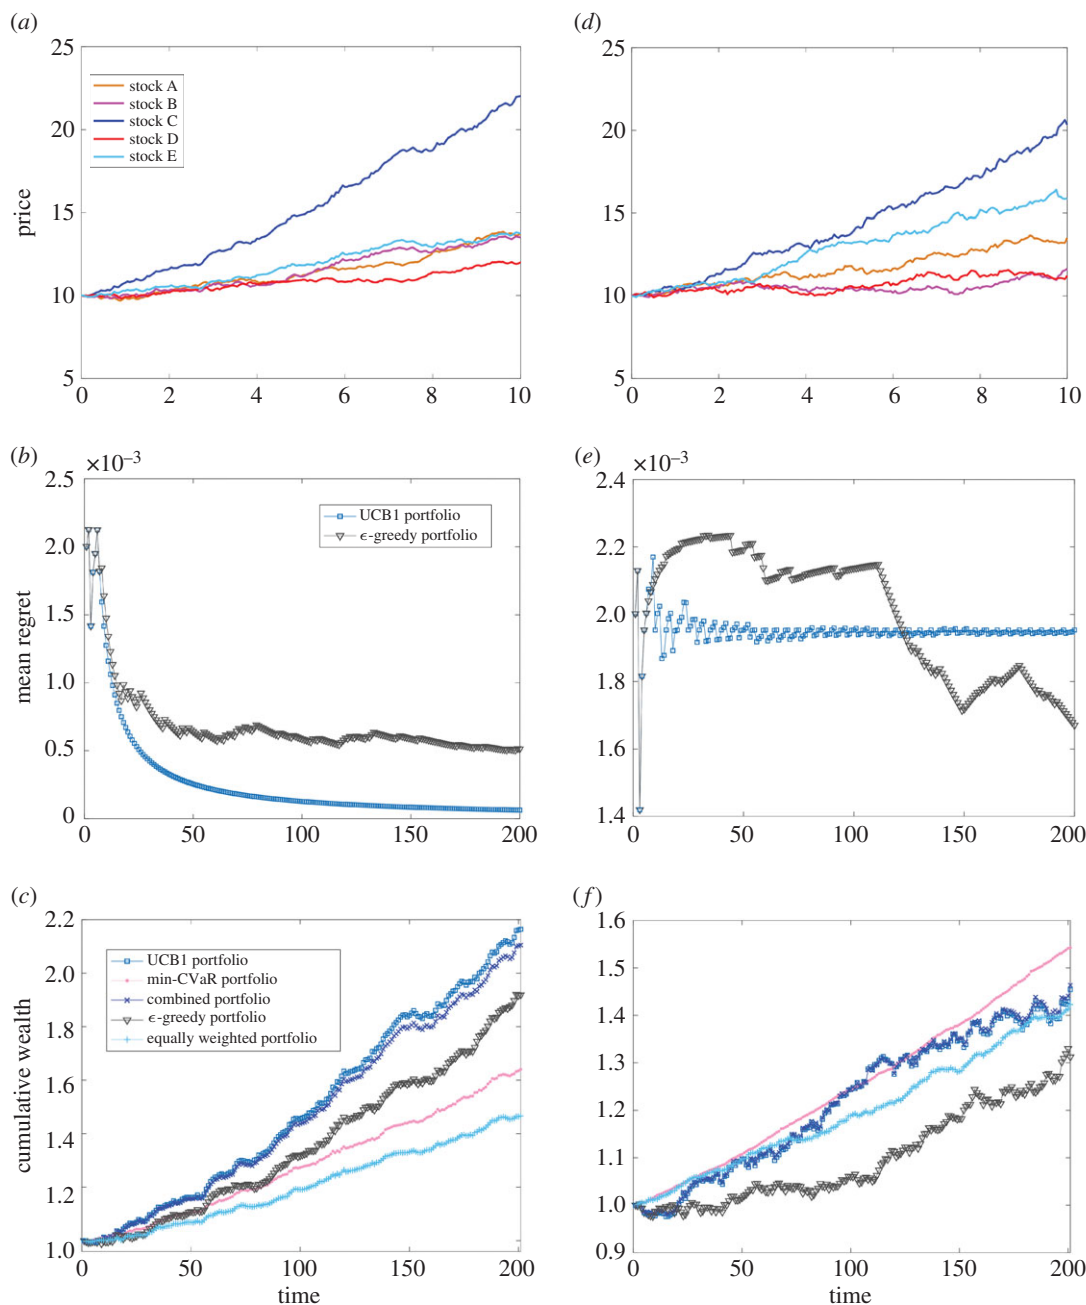 (a)
25
20
15
10
5
price
stock A
stock B
stock C
stock D
stock E
0 2 4 6 8 10
(d)
25
20
15
10
5
0 2 4 6 8 10
(b)
×10–3
2.5
2.0
1.5
1.0
0.5
0
mean regret
UCB1 portfolio
ϵ-greedy portfolio
0 50 100 150 200
(e)
×10–3
2.4
2.2
2.0
1.8
1.6
1.4
0 50 100 150 200
(c)
2.2
2.0
1.8
1.6
1.4
1.2
1.0
cumulative wealth
UCB1 portfolio
min-CVaR portfolio
combined portfolio
ϵ-greedy portfolio
equally weighted portfolio
0 50 100 150 200
time
(f)
1.6
1.5
1.4
1.3
1.2
1.1
1.0
0.9
0 50 100 150 200
time